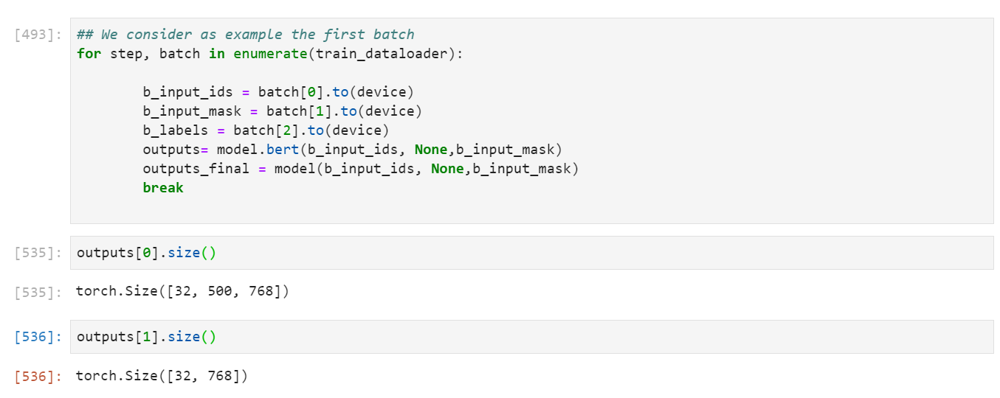 [493]: ## We consider as example the first batch
for step, batch in enumerate(train_dataloader):
b_input_ids = batch[0].to(device)
b_input_mask = batch[1].to(device)
b_labels = batch[2].to(device)
outputs= model.bert(b_input_ids, None,b_input_mask)
outputs_final = model(b_input_ids, None,b_input_mask)
break
[535]: outputs[0].size()
[535]: torch.Size([32, 500, 768])
[536]: outputs[1].size()
[536]: torch.Size([32, 768])